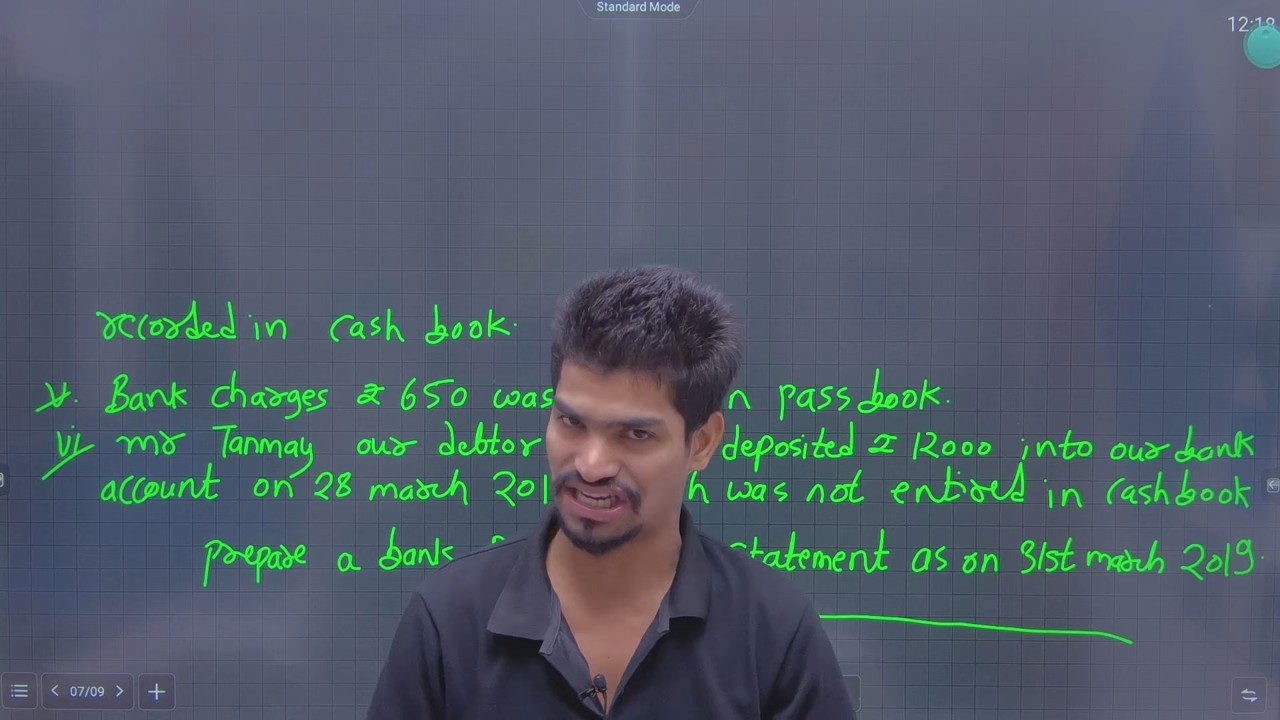 Standard Mode
12:18
recorded in cash book.
v. Bank charges ₹ 650 was n passbook.
vi mr Tanmay our debtor deposited ₹ 12000 into our bank
account on 28 march 201 h was not entired in cashbook
prepare a bank statement as on 31st march 2019.
07/09